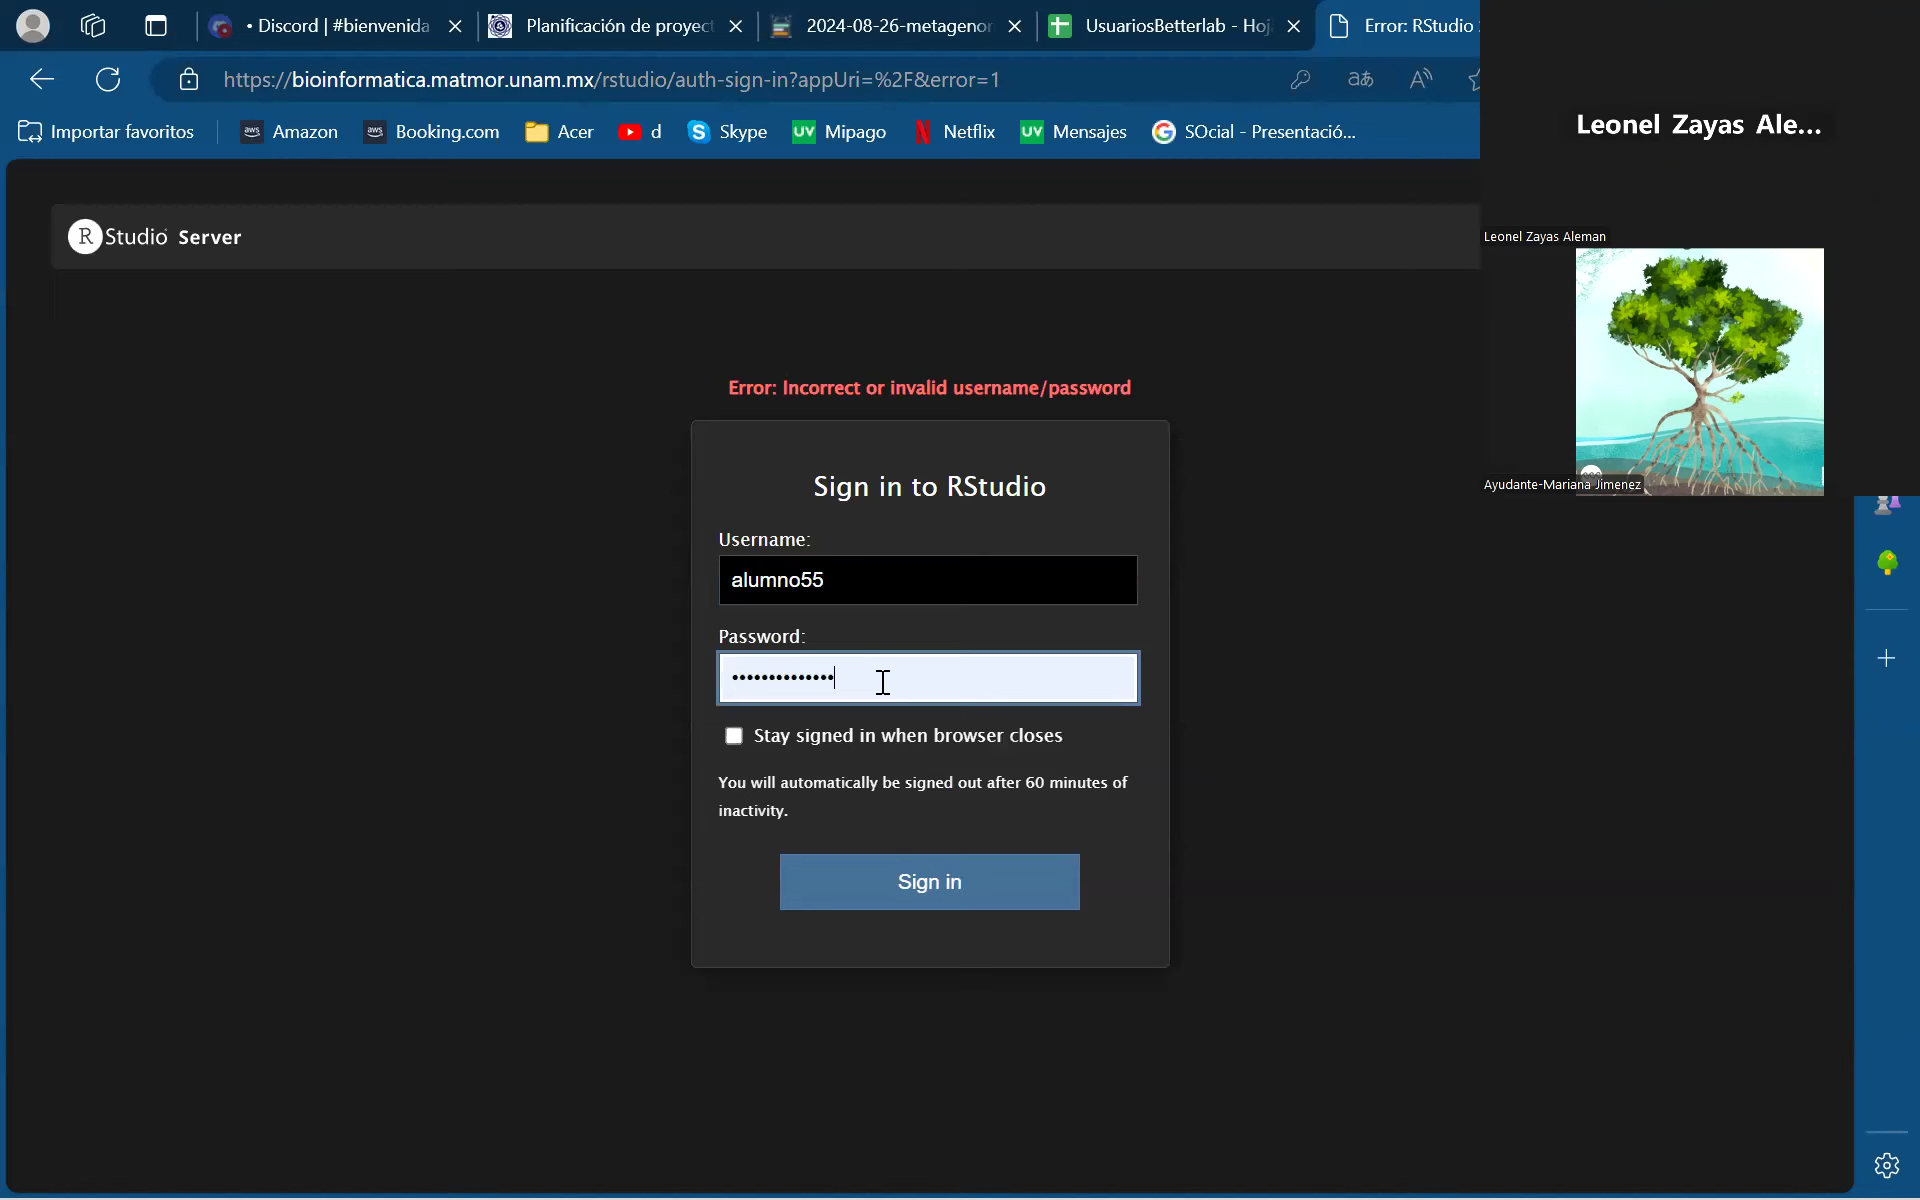 • Discord | #bienvenida
Planificación de proyect
2024-08-26-metagenor
UsuariosBetterlab - Hoj
Error: RStudio
https://bioinformatica.matmor.unam.mx/rstudio/auth-sign-in?appUri=%2F&error=1
Importar favoritos
aws Amazon
aws Booking.com
Acer
d
Skype
UV Mipago
Netflix
UV Mensajes
SOcial - Presentació...
Leonel Zayas Ale...
Leonel Zayas Aleman
Ayudante-Mariana Jimenez
R Studio Server
Error: Incorrect or invalid username/password
Sign in to RStudio
Username:
alumno55
Password:
••••••••••••••
Stay signed in when browser closes
You will automatically be signed out after 60 minutes of
inactivity.
Sign in